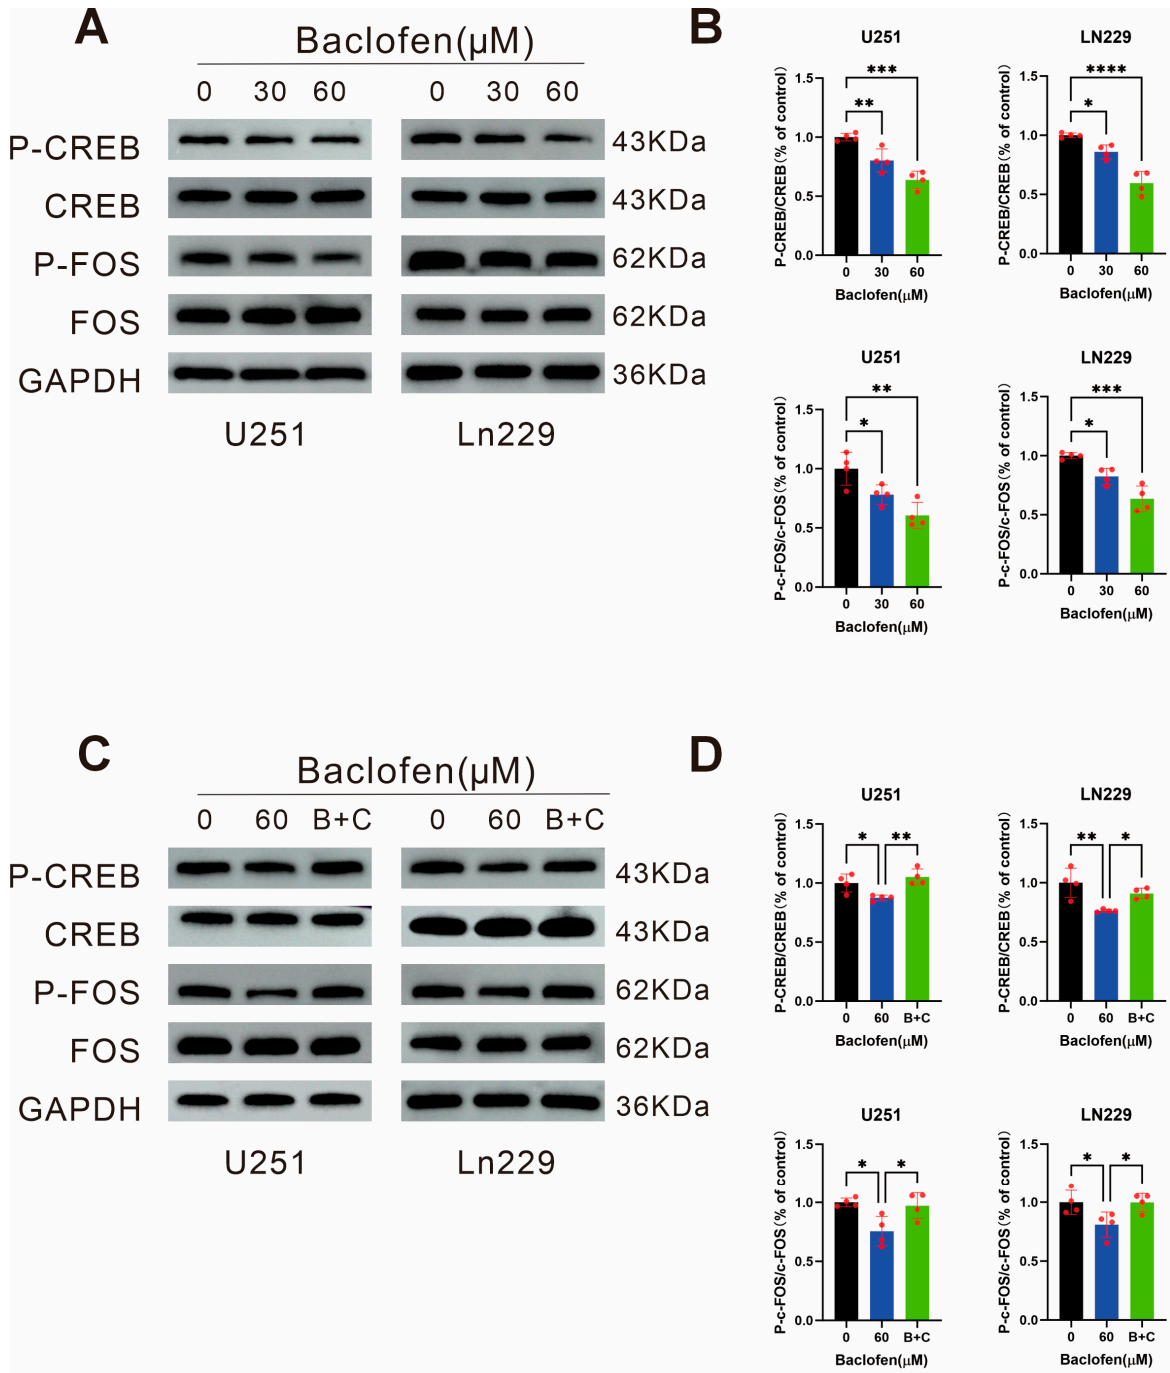 A
Baclofen(μM)
0 30 60 0 30 60
P-CREB 43KDa
CREB 43KDa
P-FOS 62KDa
FOS 62KDa
GAPDH 36KDa
U251 Ln229
B
U251
P-CREB/CREB(% of control)
1.5
1.0
0.5
0.0
*** 
**
0 30 60
Baclofen(μM)
LN229
P-CREB/CREB(% of control)
1.5
1.0
0.5
0.0
****
*
0 30 60
Baclofen(μM)
U251
P-c-FOS/c-FOS(% of control)
1.5
1.0
0.5
0.0
**
*
0 30 60
Baclofen(μM)
LN229
P-c-FOS/c-FOS(% of control)
1.5
1.0
0.5
0.0
***
*
0 30 60
Baclofen(μM)
C
Baclofen(μM)
0 60 B+C 0 60 B+C
P-CREB 43KDa
CREB 43KDa
P-FOS 62KDa
FOS 62KDa
GAPDH 36KDa
U251 Ln229
D
U251
P-CREB/CREB(% of control)
1.5
1.0
0.5
0.0
* **
0 60 B+C
Baclofen(μM)
LN229
P-CREB/CREB(% of control)
1.5
1.0
0.5
0.0
** *
0 60 B+C
Baclofen(μM)
U251
P-c-FOS/c-FOS(% of control)
1.5
1.0
0.5
0.0
* *
0 60 B+C
Baclofen(μM)
LN229
P-c-FOS/c-FOS(% of control)
1.5
1.0
0.5
0.0
* *
0 60 B+C
Baclofen(μM)